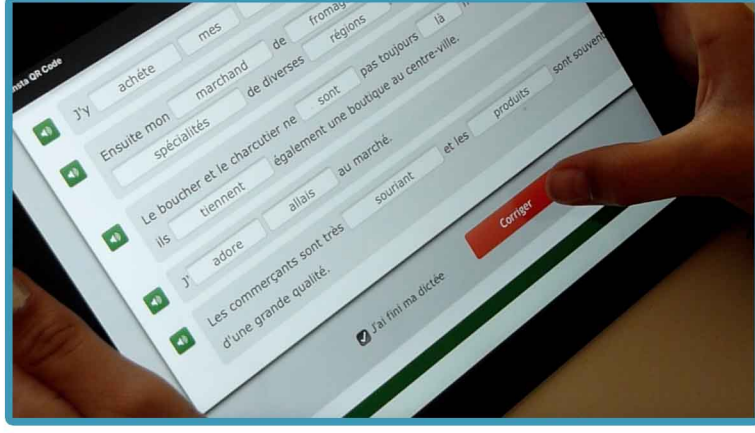 nsta QR Code
J'y achéte mes
Ensuite mon marchand de fromag
spécialités de diverses régions
Le boucher et le charcutier ne sont pas toujours là
ils tiennent également une boutique au centre-ville.
J' adore allais au marché.
Les commerçants sont très souriant et les produits sont souvent
d'une grande qualité.
J'ai fini ma dictée
Corriger